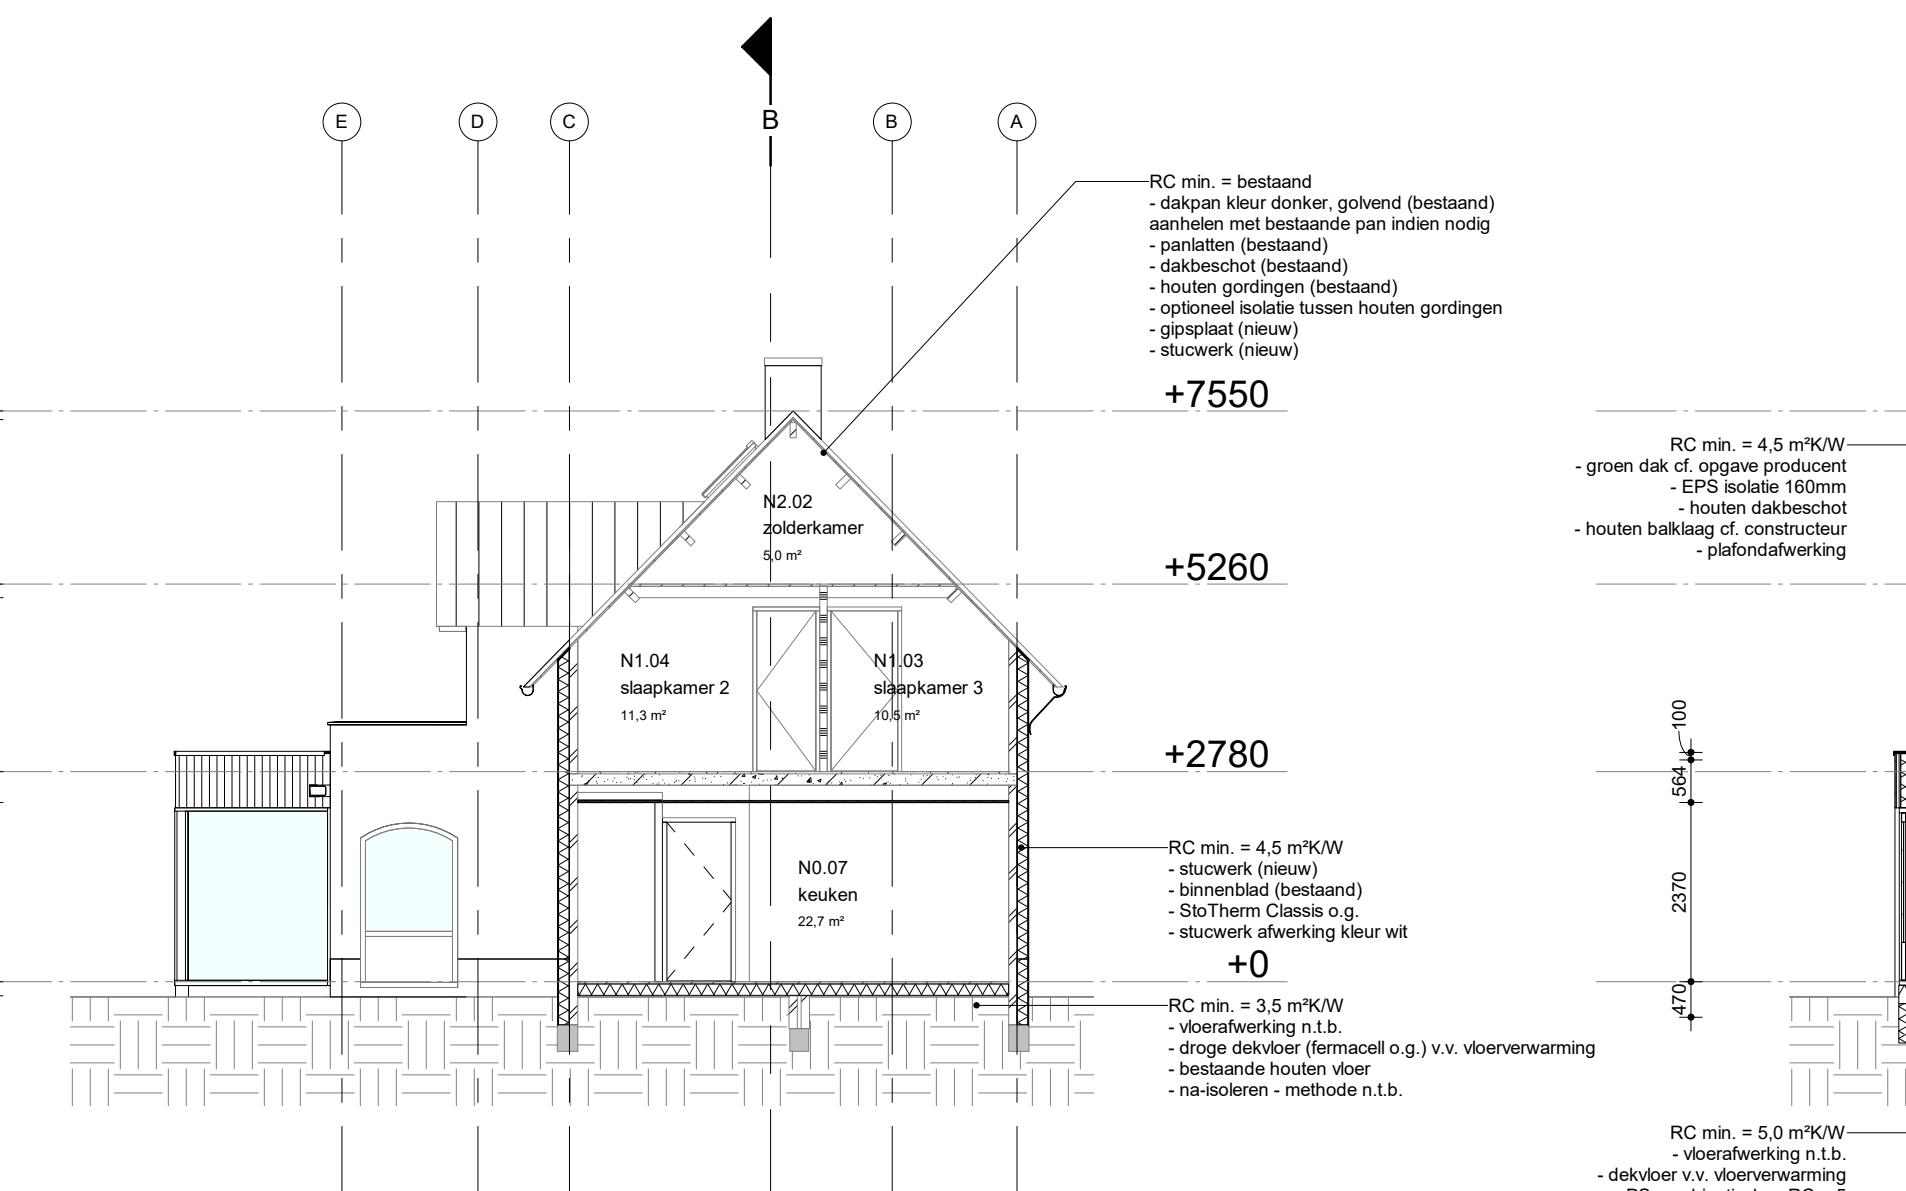 E
D
C
B
B
A
RC min. = bestaand
- dakpan kleur donker, golvend (bestaand)
aanhelen met bestaande pan indien nodig
- panlatten (bestaand)
- dakbeschot (bestaand)
- houten gordingen (bestaand)
- optioneel isolatie tussen houten gordingen
- gipsplaat (nieuw)
- stucwerk (nieuw)
+7550
RC min. = 4,5 m²K/W
- groen dak cf. opgave producent
- EPS isolatie 160mm
- houten dakbeschot
- houten balklaag cf. constructeur
- plafondafwerking
N2.02
zolderkamer
5,0 m²
+5260
N1.04
slaapkamer 2
11,3 m²
N1.03
slaapkamer 3
10,5 m²
+2780
100
564
2370
470
N0.07
keuken
22,7 m²
RC min. = 4,5 m²K/W
- stucwerk (nieuw)
- binnenblad (bestaand)
- StoTherm Classis o.g.
- stucwerk afwerking kleur wit
+0
RC min. = 3,5 m²K/W
- vloerafwerking n.t.b.
- droge dekvloer (fermacell o.g.) v.v. vloerverwarming
- bestaande houten vloer
- na-isoleren - methode n.t.b.
RC min. = 5,0 m²K/W
- vloerafwerking n.t.b.
- dekvloer v.v. vloerverwarming